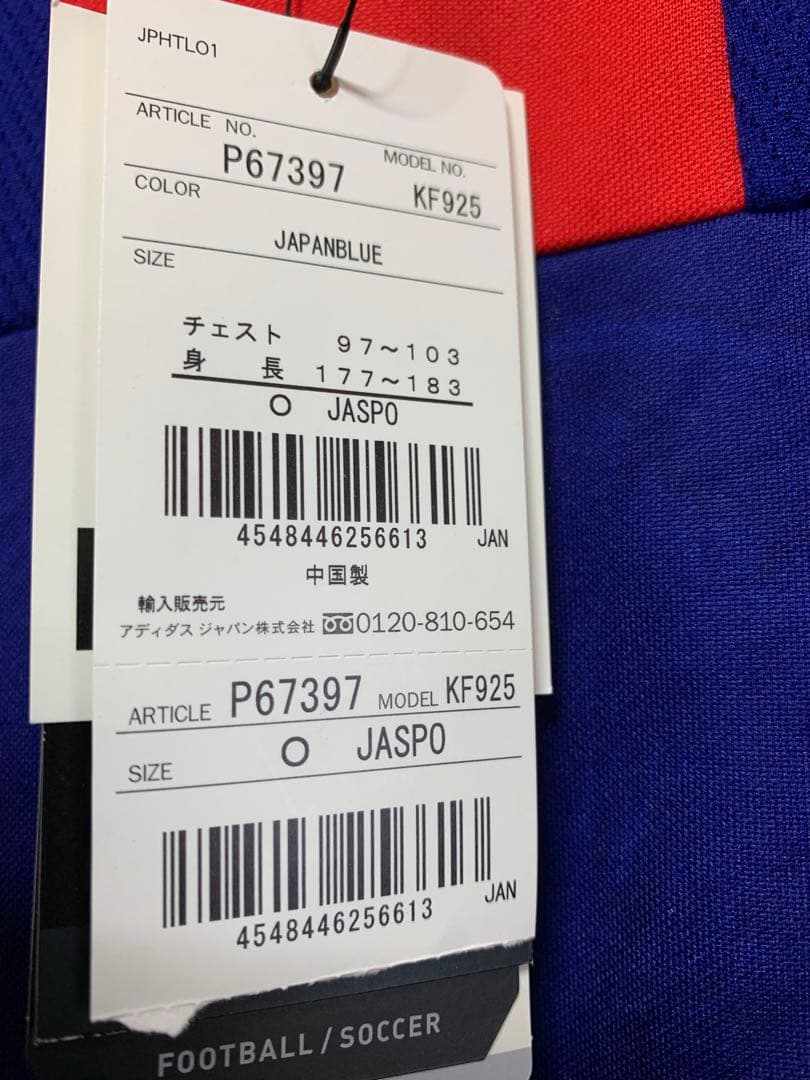 JPHTL01
ARTICLE NO.
MODEL NO.
P67397
KF925
COLOR
JAPANBLUE
SIZE
チェスト 97～103
身 長 177～183
O JASPO
4548446256613 JAN
中国製
輸入販売元
アディダス ジャパン株式会社 0120-810-654
ARTICLE P67397 MODEL KF925
SIZE O JASPO
4548446256613 JAN
FOOTBALL / SOCCER